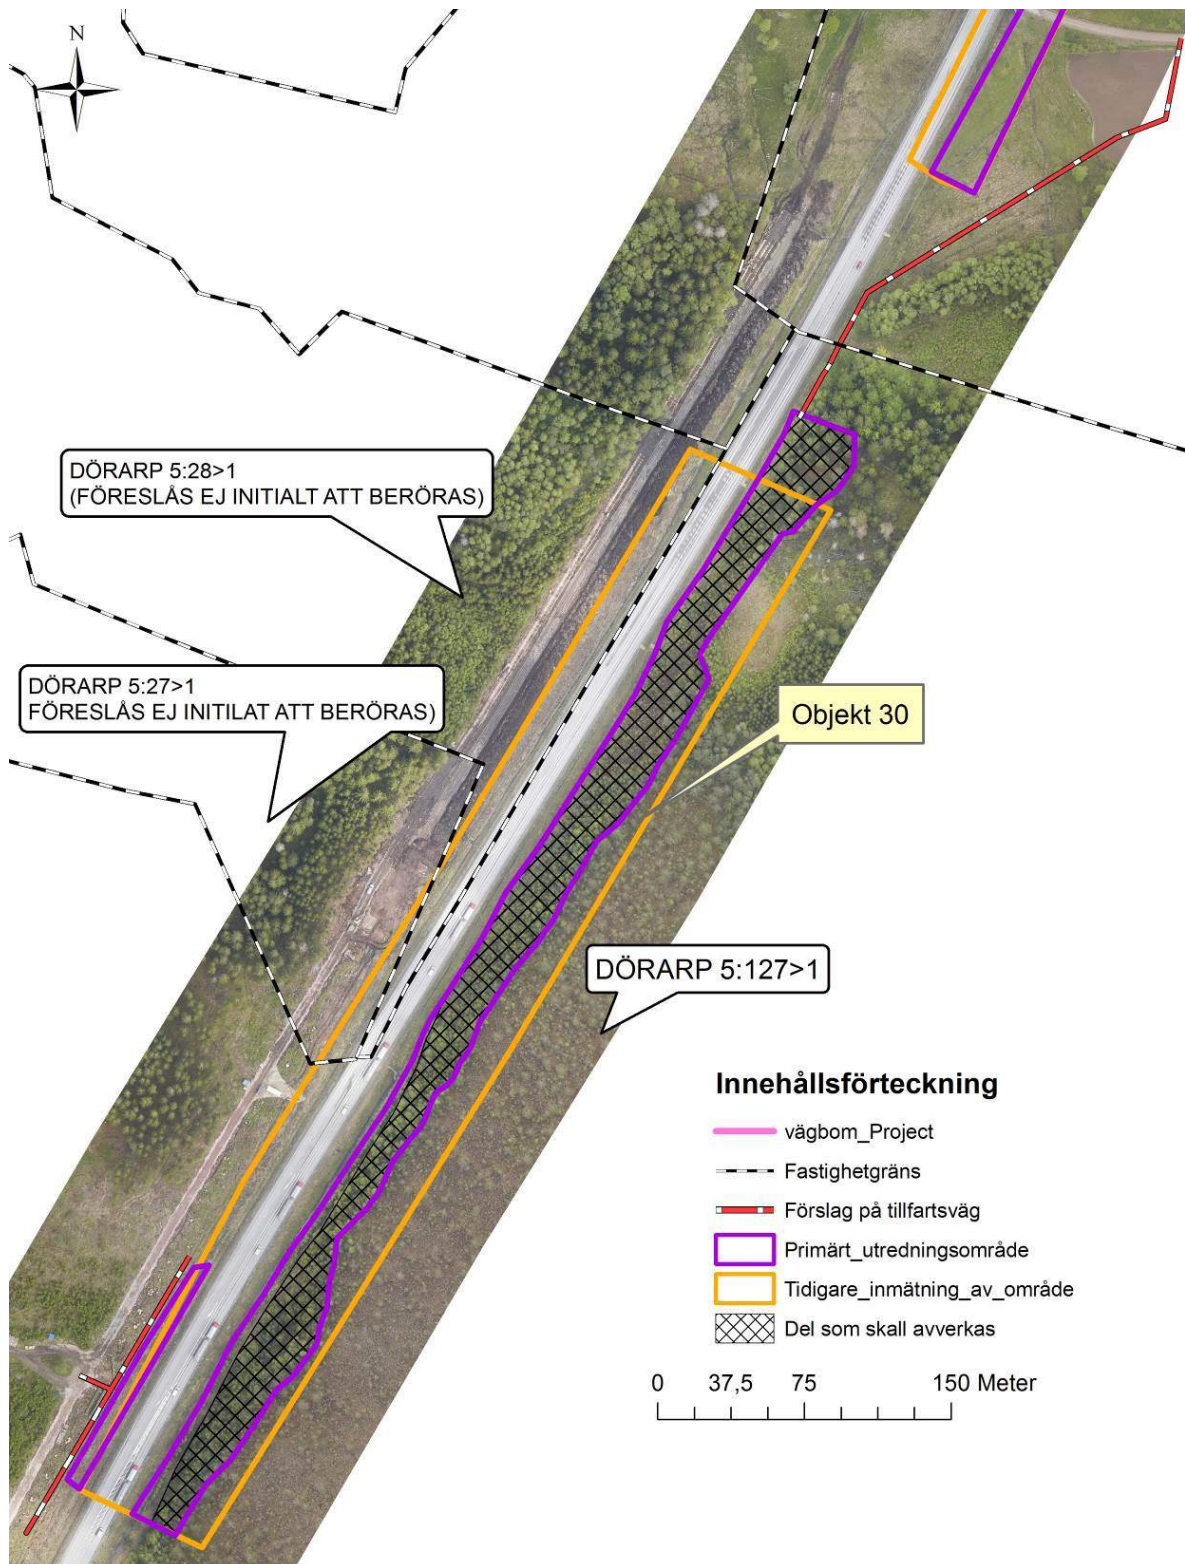 N
DÖRARP 5:28>1
(FÖRESLÅS EJ INITIALT ATT BERÖRAS)
DÖRARP 5:27>1
FÖRESLÅS EJ INITILAT ATT BERÖRAS)
Objekt 30
DÖRARP 5:127>1
Innehållsförteckning
vägbom_Project
Fastighetgräns
Förslag på tillfartsväg
Primärt_utredningsområde
Tidigare_inmätning_av_område
Del som skall avverkas
0 37,5 75 150 Meter